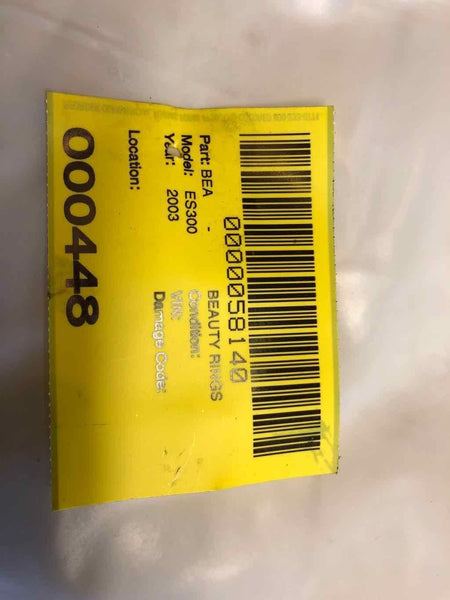 0000058140
Part: BEA - BEAUTY RINGS
Model: ES300 Condition:
Year: 2003 VIN:
Damage Code:
Location:
000448